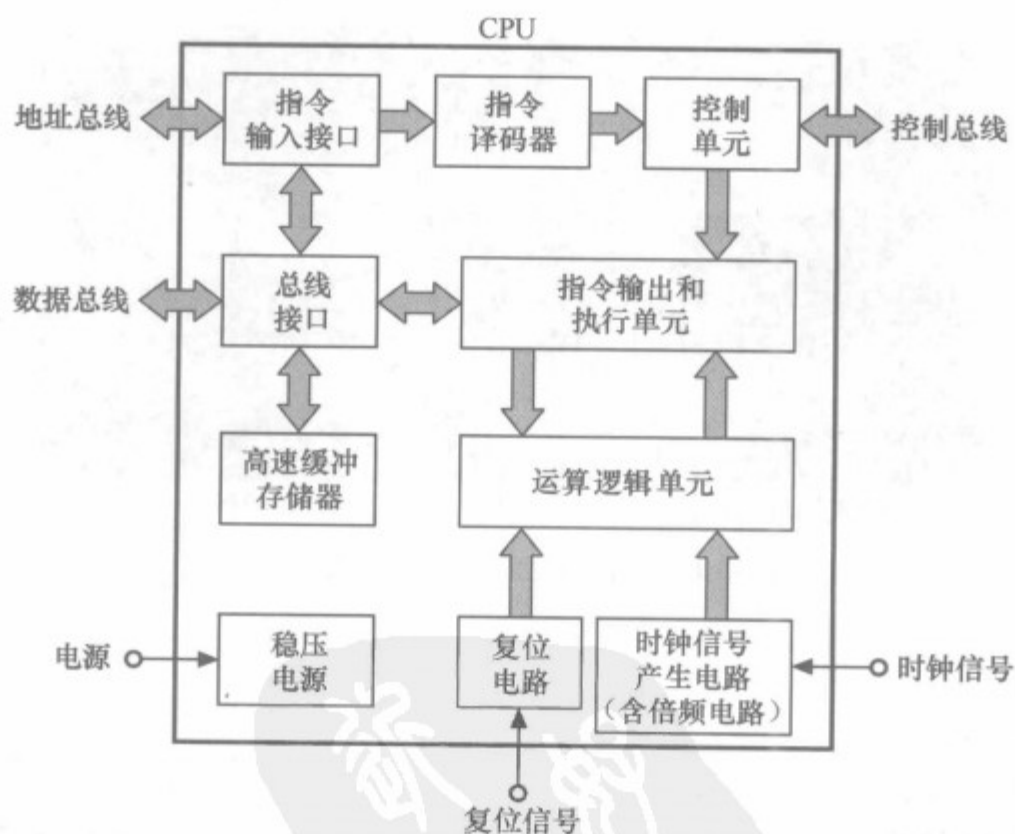 CPU
地址总线
指令
输入接口
指令
译码器
控制
单元
控制总线
数据总线
总线
接口
指令输出和
执行单元
高速缓冲
存储器
运算逻辑单元
电源
稳压
电源
复位
电路
时钟信号
产生电路
（含倍频电路）
时钟信号
复位信号